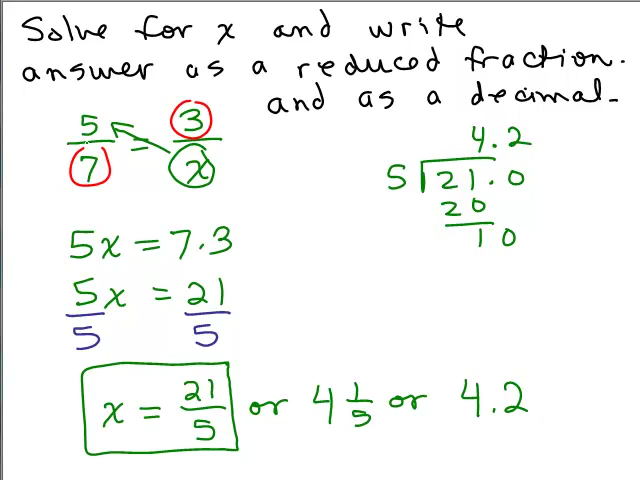 Solve for x and write
answer as a reduced fraction.
and as a decimal.
5/7 = 3/x
4.2
5 21.0
20
10
5x = 7·3
5x = 21
5 5
x = 21/5 or 4 1/5 or 4.2